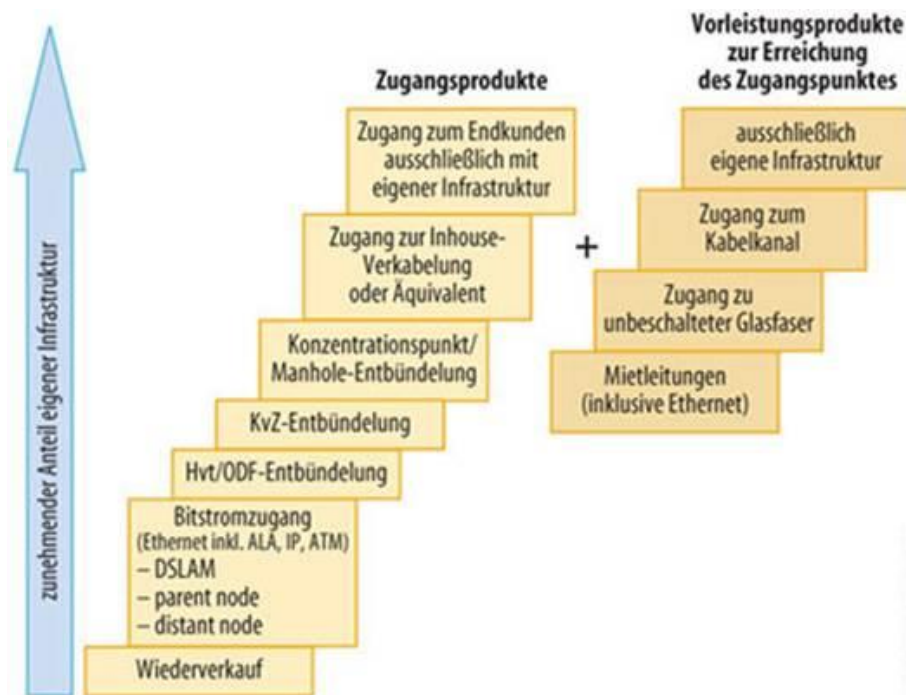 Zugangsprodukte
Zugang zum Endkunden
ausschließlich mit
eigener Infrastruktur
Zugang zur Inhouse-
Verkabelung
oder Äquivalent
Konzentrationspunkt/
Manhole-Entbündelung
KvZ-Entbündelung
Hvt/ODF-Entbündelung
Bitstromzugang
(Ethernet inkl. ALA, IP, ATM)
– DSLAM
– parent node
– distant node
Wiederverkauf
+
Vorleistungsprodukte
zur Erreichung
des Zugangspunktes
ausschließlich
eigene Infrastruktur
Zugang zum
Kabelkanal
Zugang zu
unbeschalteter Glasfaser
Mietleitungen
(inklusive Ethernet)
zunehmender Anteil eigener Infrastruktur